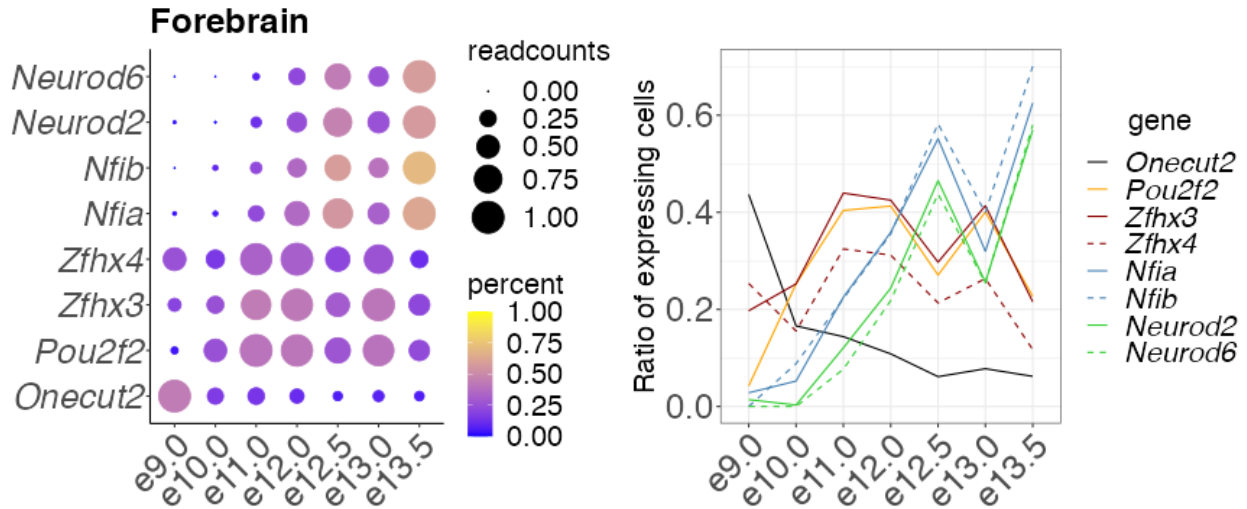 Forebrain
Neurod6
Neurod2
Nfib
Nfia
Zfhx4
Zfhx3
Pou2f2
Onecut2
e9.0
e10.0
e11.0
e12.0
e12.5
e13.0
e13.5
readcounts
0.00
0.25
0.50
0.75
1.00
percent
1.00
0.75
0.50
0.25
0.00
Ratio of expressing cells
0.6
0.4
0.2
0.0
e9.0
e10.0
e11.0
e12.0
e12.5
e13.0
e13.5
gene
Onecut2
Pou2f2
Zfhx3
Zfhx4
Nfia
Nfib
Neurod2
Neurod6